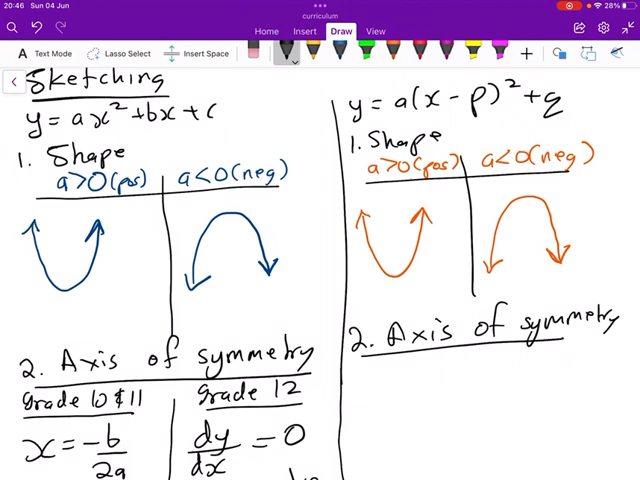 20:46 Sun 04 Jun
28%
curriculum
Home Insert Draw View
Text Mode Lasso Select Insert Space
Sketching
y = ax² + bx + c
1. Shape
a > 0 (pos) a < 0 (neg)
2. Axis of symmetry
Grade 10 & 11 Grade 12
x = -b/2a dy/dx = 0
y = a(x - p)² + q
1. Shape
a > 0 (pos) a < 0 (neg)
2. Axis of symmetry